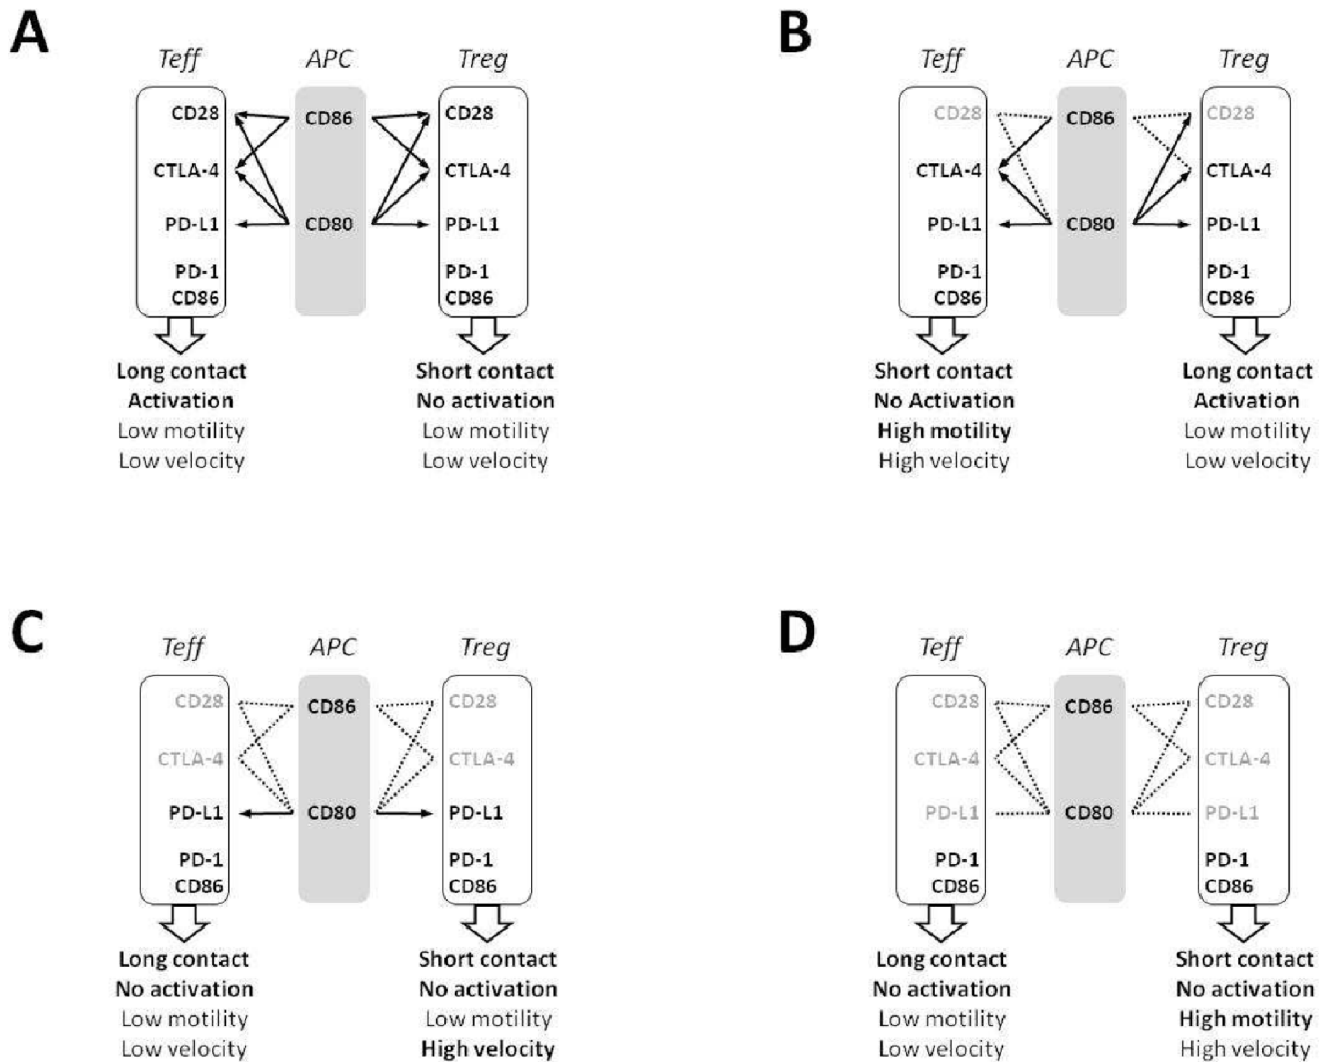 A
Teff APC Treg
CD28 CD86 CD28
CTLA-4 CTLA-4
PD-L1 CD80 PD-L1
PD-1 PD-1
CD86 CD86
Long contact Short contact
Activation No activation
Low motility Low motility
Low velocity Low velocity
B
Teff APC Treg
CD28 CD86 CD28
CTLA-4 CTLA-4
PD-L1 CD80 PD-L1
PD-1 PD-1
CD86 CD86
Short contact Long contact
No Activation Activation
High motility Low motility
High velocity Low velocity
C
Teff APC Treg
CD28 CD86 CD28
CTLA-4 CTLA-4
PD-L1 CD80 PD-L1
PD-1 PD-1
CD86 CD86
Long contact Short contact
No activation No activation
Low motility Low motility
Low velocity High velocity
D
Teff APC Treg
CD28 CD86 CD28
CTLA-4 CTLA-4
PD-L1 CD80 PD-L1
PD-1 PD-1
CD86 CD86
Long contact Short contact
No activation No activation
Low motility High motility
Low velocity High velocity